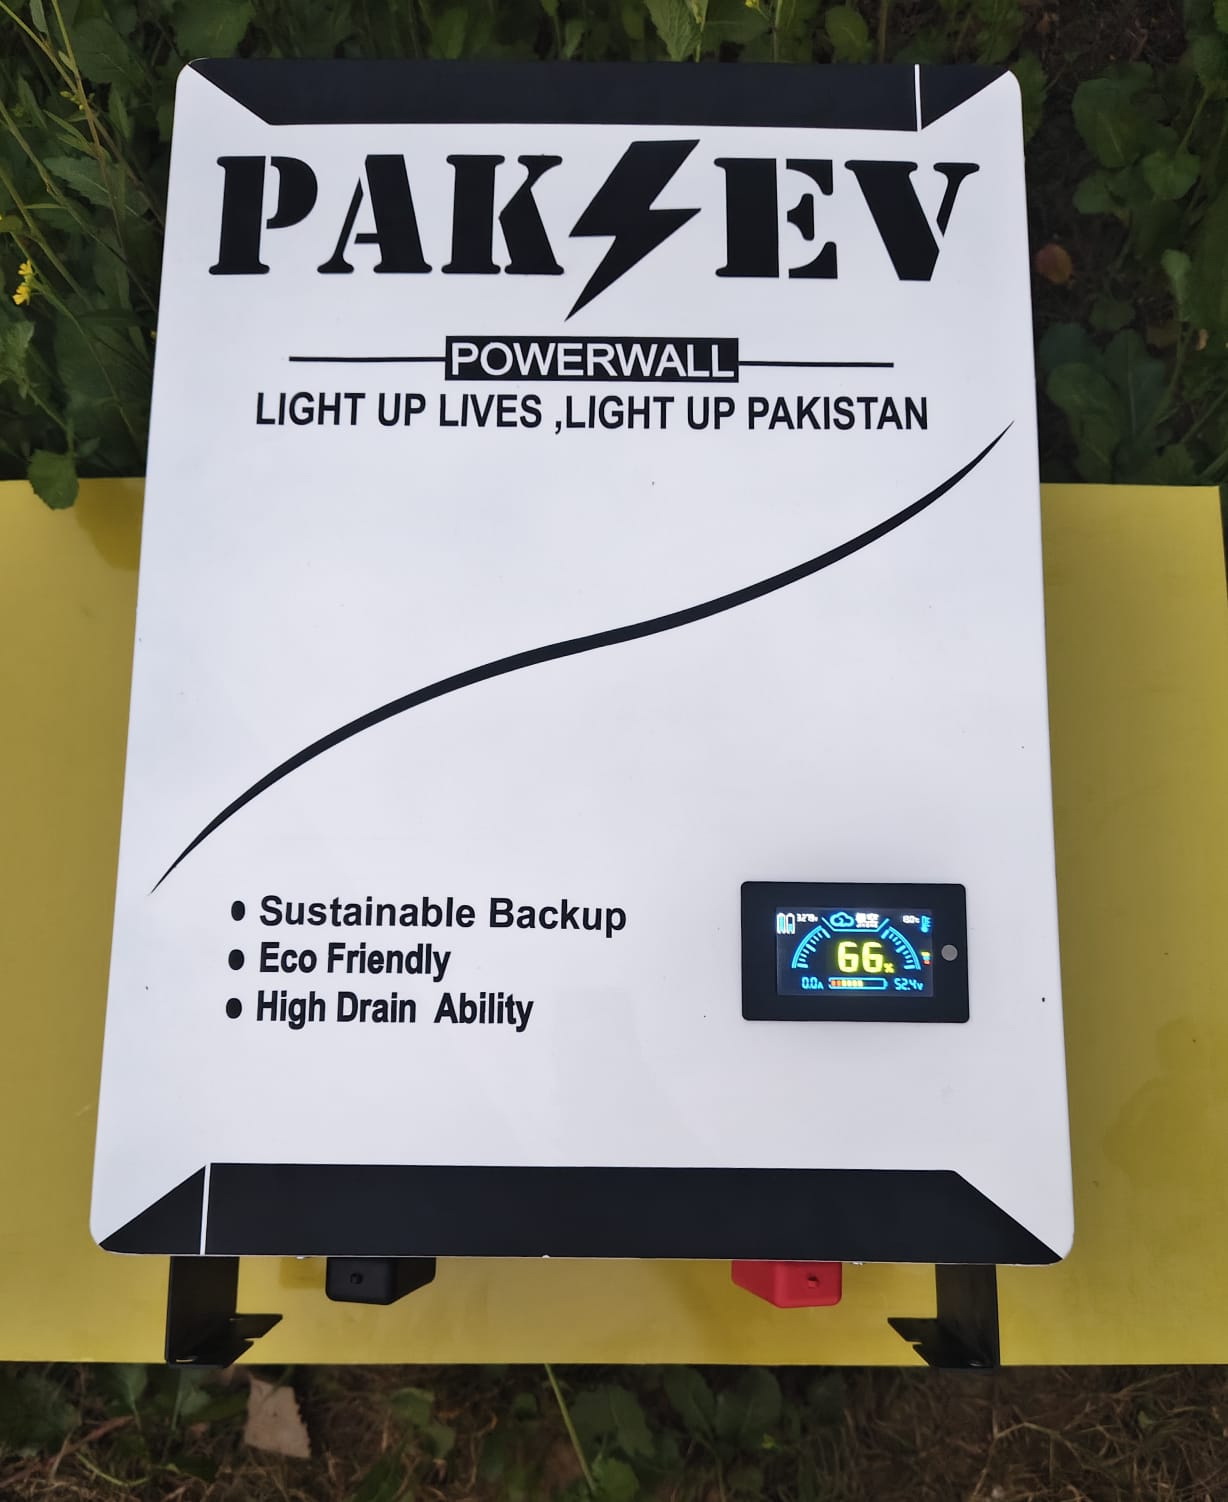 PAK EV
POWERWALL
LIGHT UP LIVES ,LIGHT UP PAKISTAN
• Sustainable Backup
• Eco Friendly
• High Drain Ability
66%
0.0A
52.4V